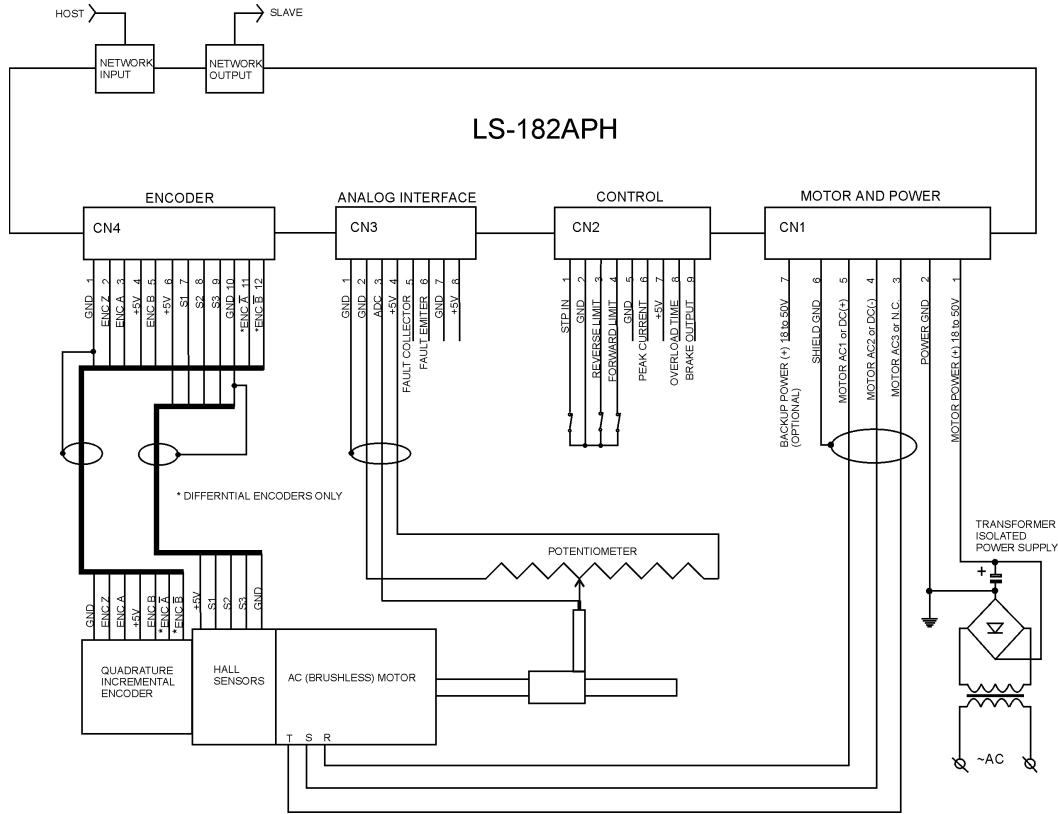 HOST
SLAVE
NETWORK
INPUT
NETWORK
OUTPUT
LS-182APH
ENCODER
ANALOG INTERFACE
CONTROL
MOTOR AND POWER
CN4
CN3
CN2
CN1
GND 1
ENC Z 2
ENC A 3
+5V 4
ENC B 5
+5V 6
S1 7
S2 8
S3 9
GND 10
*ENC A̅ 11
*ENC B̅ 12
GND 1
GND 2
ADC 3
+5V 4
FAULT COLLECTOR 5
FAULT EMITER 6
GND 7
+5V 8
STP IN 1
GND 2
REVERSE LIMIT 3
FORWARD LIMIT 4
GND 5
PEAK CURRENT 6
+5V 7
OVERLOAD TIME 8
BRAKE OUTPUT 9
BACKUP POWER (+) 18 to 50V 7
(OPTIONAL)
SHIELD GND 6
MOTOR AC1 or DC(+) 5
MOTOR AC2 or DC(-) 4
MOTOR AC3 or N.C. 3
POWER GND 2
MOTOR POWER (+) 18 to 50V 1
* DIFFERNTIAL ENCODERS ONLY
TRANSFORMER
ISOLATED
POWER SUPPLY
+
POTENTIOMETER
GND
ENC Z
ENC A
+5V
ENC B
* ENC A̅
* ENC B̅
+5V
S1
S2
S3
GND
QUADRATURE
INCREMENTAL
ENCODER
HALL
SENSORS
AC (BRUSHLESS) MOTOR
T S R
~AC